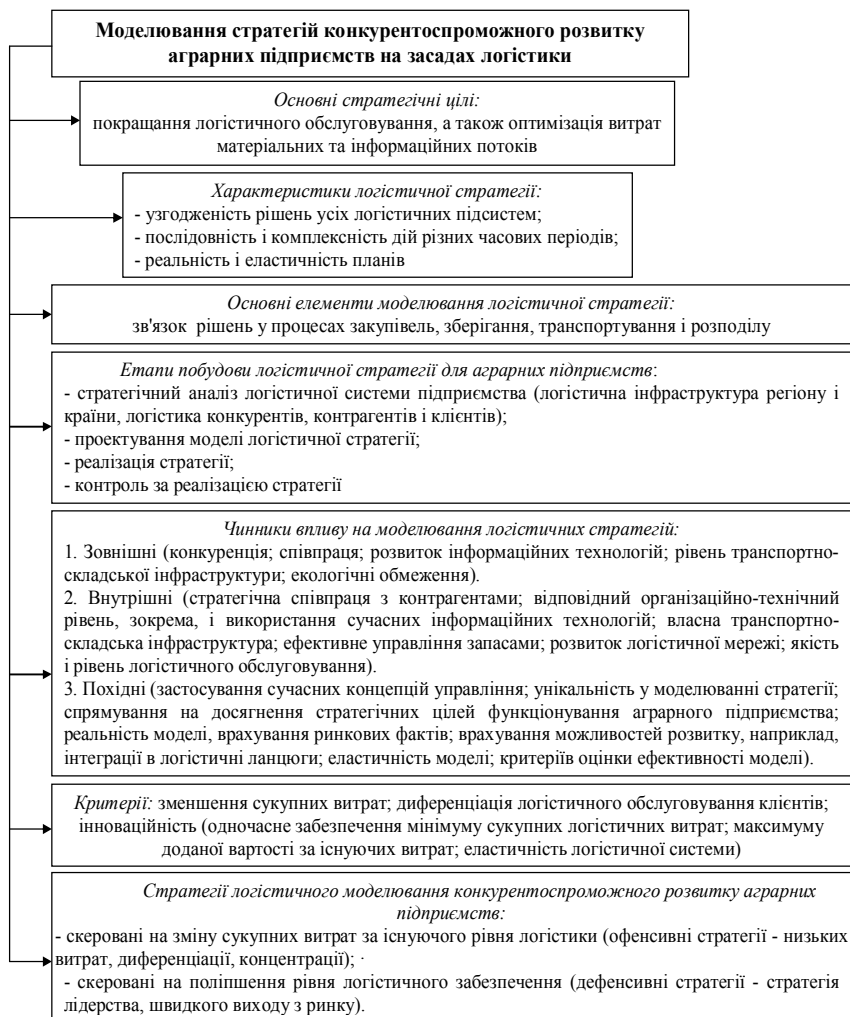 Моделювання стратегій конкурентоспроможного розвитку
аграрних підприємств на засадах логістики
Основні стратегічні цілі:
покращання логістичного обслуговування, а також оптимізація витрат
матеріальних та інформаційних потоків
Характеристики логістичної стратегії:
- узгодженість рішень усіх логістичних підсистем;
- послідовність і комплексність дій різних часових періодів;
- реальність і еластичність планів
Основні елементи моделювання логістичної стратегії:
зв'язок рішень у процесах закупівель, зберігання, транспортування і розподілу
Етапи побудови логістичної стратегії для аграрних підприємств:
- стратегічний аналіз логістичної системи підприємства (логістична інфраструктура регіону і
країни, логістика конкурентів, контрагентів і клієнтів);
- проектування моделі логістичної стратегії;
- реалізація стратегії;
- контроль за реалізацією стратегії
Чинники впливу на моделювання логістичних стратегій:
1. Зовнішні (конкуренція; співпраця; розвиток інформаційних технологій; рівень транспортно-
складської інфраструктури; екологічні обмеження).
2. Внутрішні (стратегічна співпраця з контрагентами; відповідний організаційно-технічний
рівень, зокрема, і використання сучасних інформаційних технологій; власна транспортно-
складська інфраструктура; ефективне управління запасами; розвиток логістичної мережі; якість
і рівень логістичного обслуговування).
3. Похідні (застосування сучасних концепцій управління; унікальність у моделюванні стратегії;
спрямування на досягнення стратегічних цілей функціонування аграрного підприємства;
реальність моделі, врахування ринкових фактів; врахування можливостей розвитку, наприклад,
інтеграції в логістичні ланцюги; еластичність моделі; критеріїв оцінки ефективності моделі).
Критерії: зменшення сукупних витрат; диференціація логістичного обслуговування клієнтів;
інноваційність (одночасне забезпечення мінімуму сукупних логістичних витрат; максимуму
доданої вартості за існуючих витрат; еластичність логістичної системи)
Стратегії логістичного моделювання конкурентоспроможного розвитку аграрних
підприємств:
- скеровані на зміну сукупних витрат за існуючого рівня логістики (офенсивні стратегії - низьких
витрат, диференціації, концентрації); ·
- скеровані на поліпшення рівня логістичного забезпечення (дефенсивні стратегії - стратегія
лідерства, швидкого виходу з ринку).